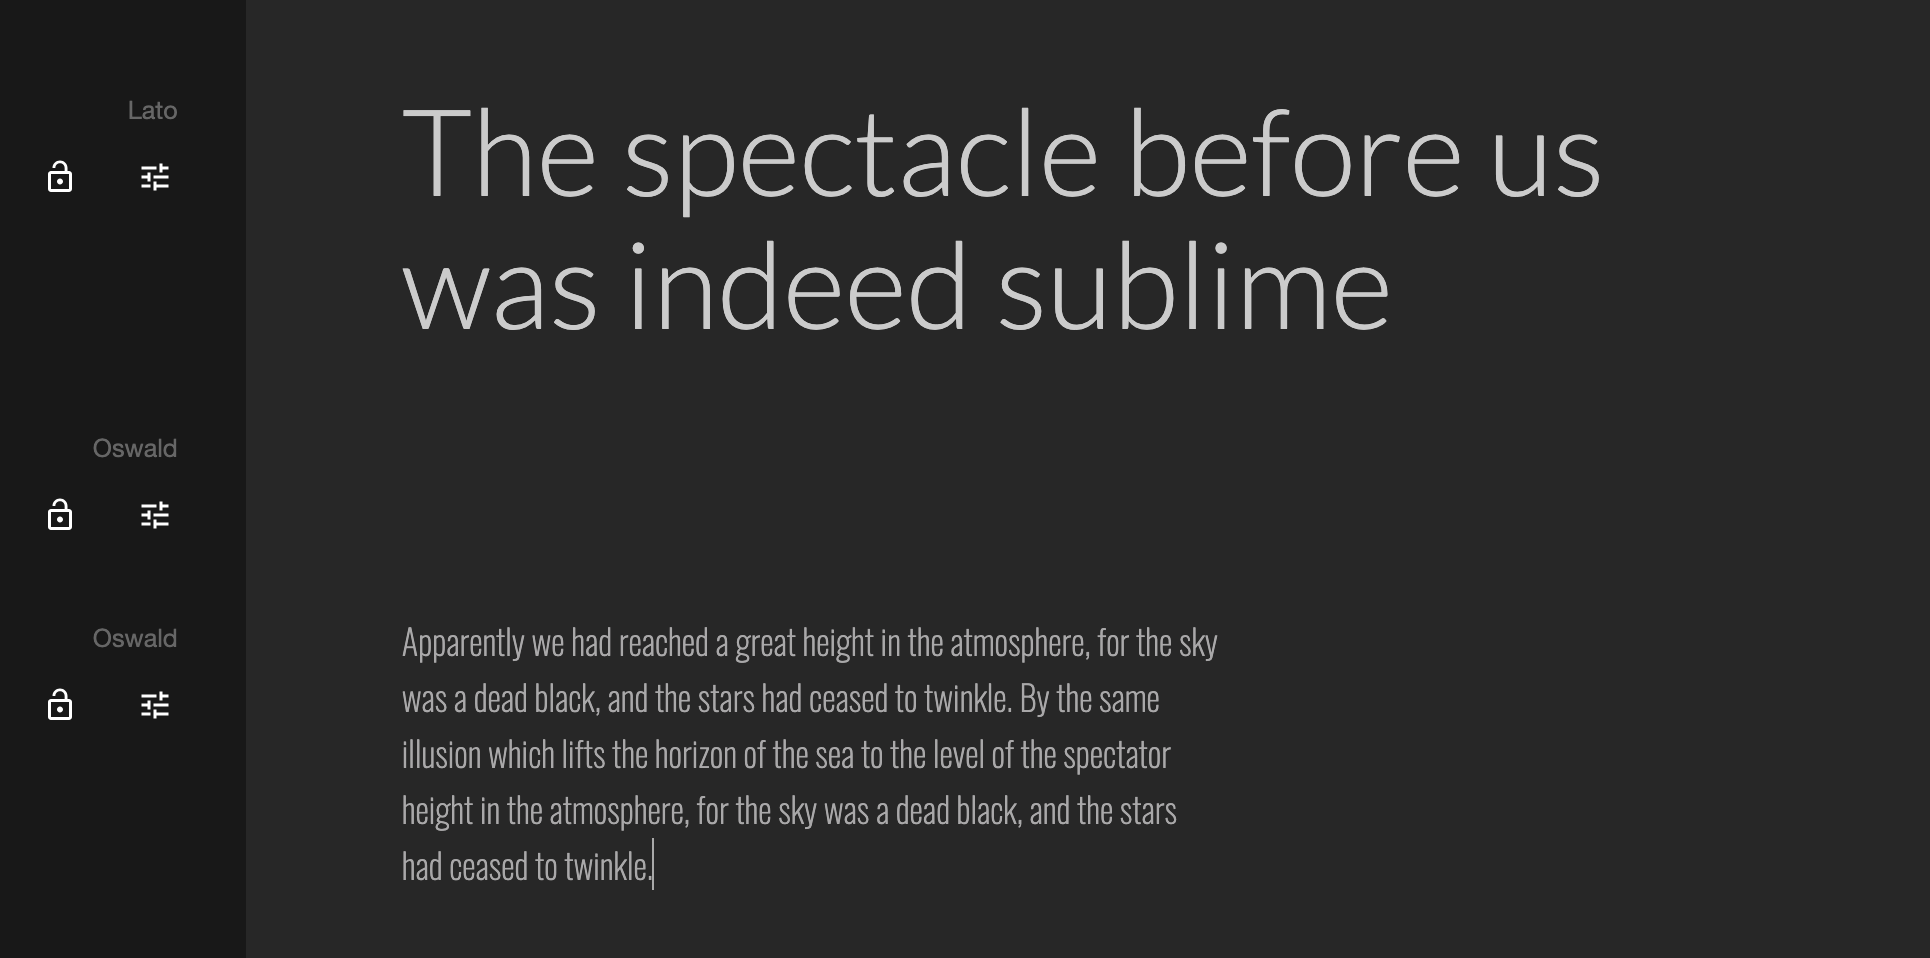 Lato
The spectacle before us
was indeed sublime
Oswald
Oswald
Apparently we had reached a great height in the atmosphere, for the sky
was a dead black, and the stars had ceased to twinkle. By the same
illusion which lifts the horizon of the sea to the level of the spectator
height in the atmosphere, for the sky was a dead black, and the stars
had ceased to twinkle.